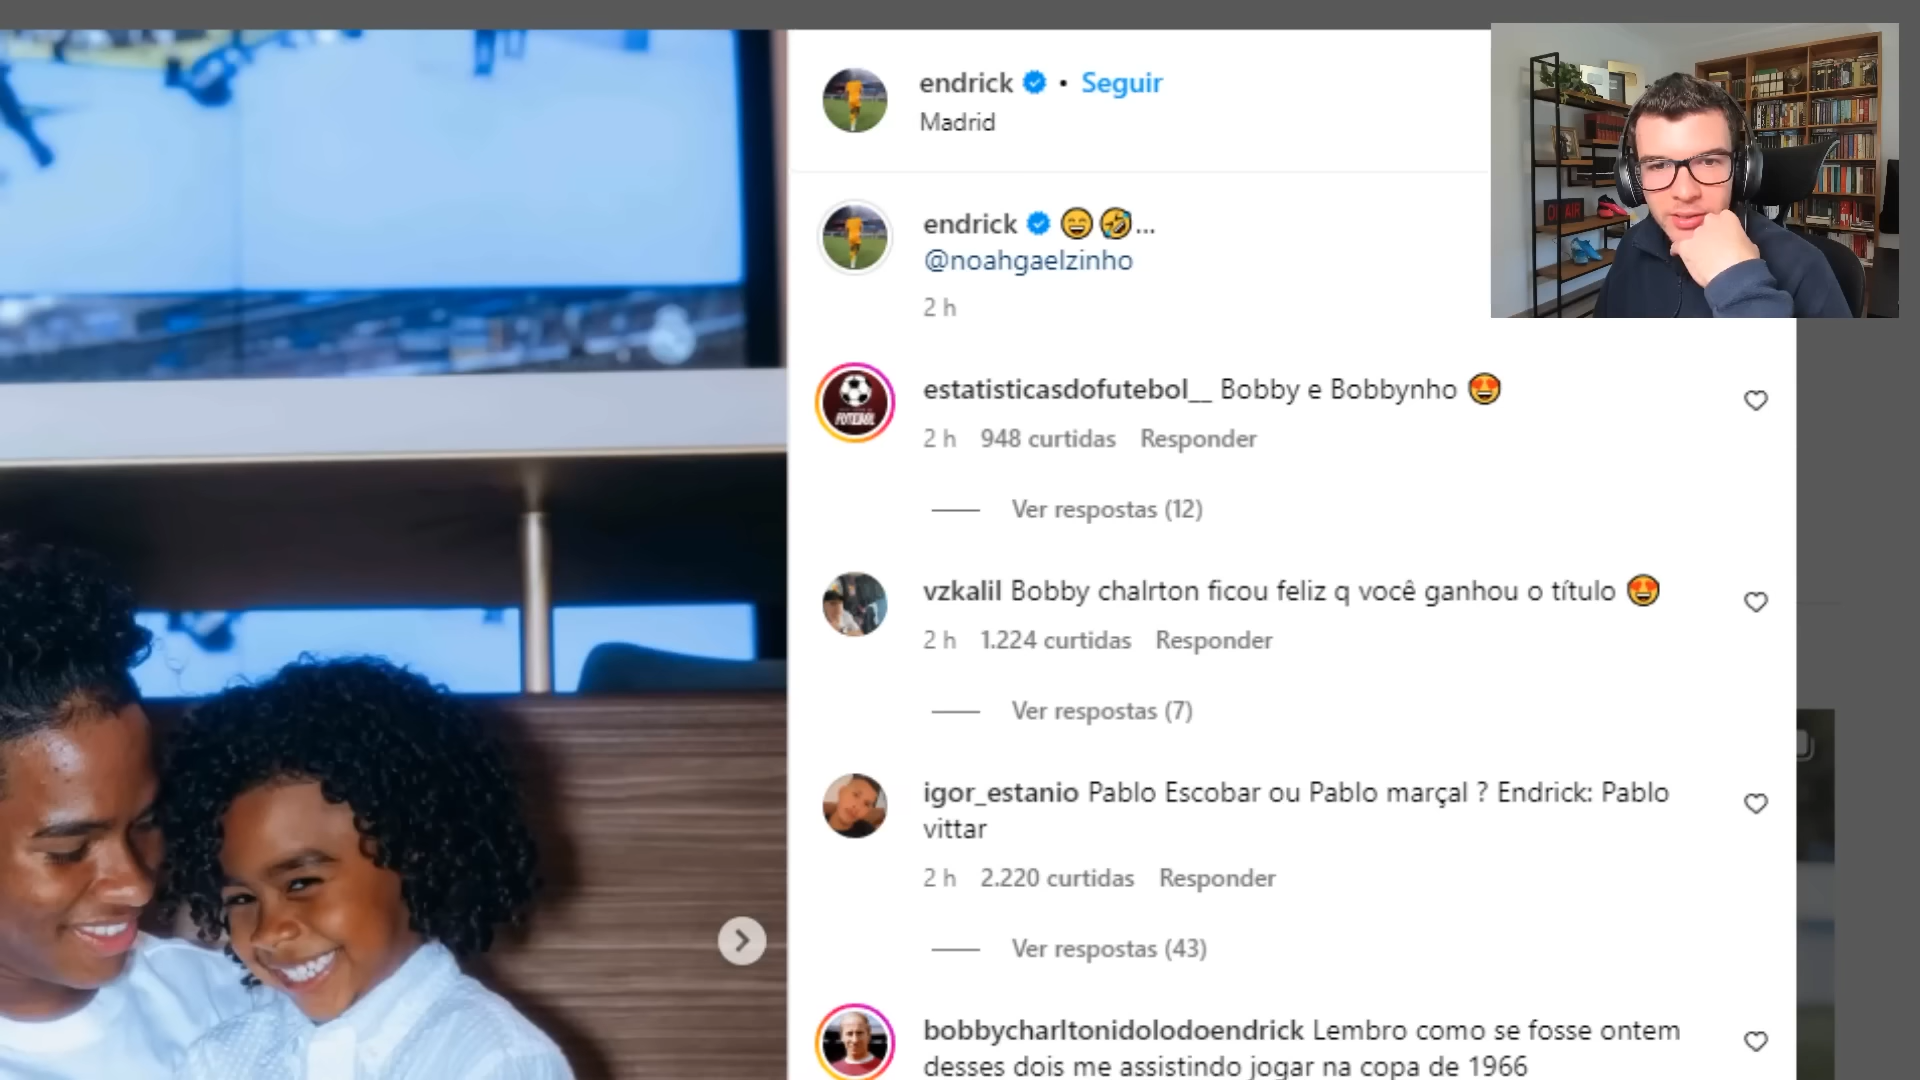 endrick • Seguir
Madrid
endrick 😄🤣...
@noahgaelzinho
2 h
estatisticasdofutebol__ Bobby e Bobbynho 😍
2 h 948 curtidas Responder
Ver respostas (12)
vzkalil Bobby chalrton ficou feliz q você ganhou o título 😍
2 h 1.224 curtidas Responder
Ver respostas (7)
igor_estanio Pablo Escobar ou Pablo marçal ? Endrick: Pablo
vittar
2 h 2.220 curtidas Responder
Ver respostas (43)
bobbycharltonidolodoendrick Lembro como se fosse ontem
desses dois me assistindo jogar na copa de 1966
FUTEBOL
ON AIR